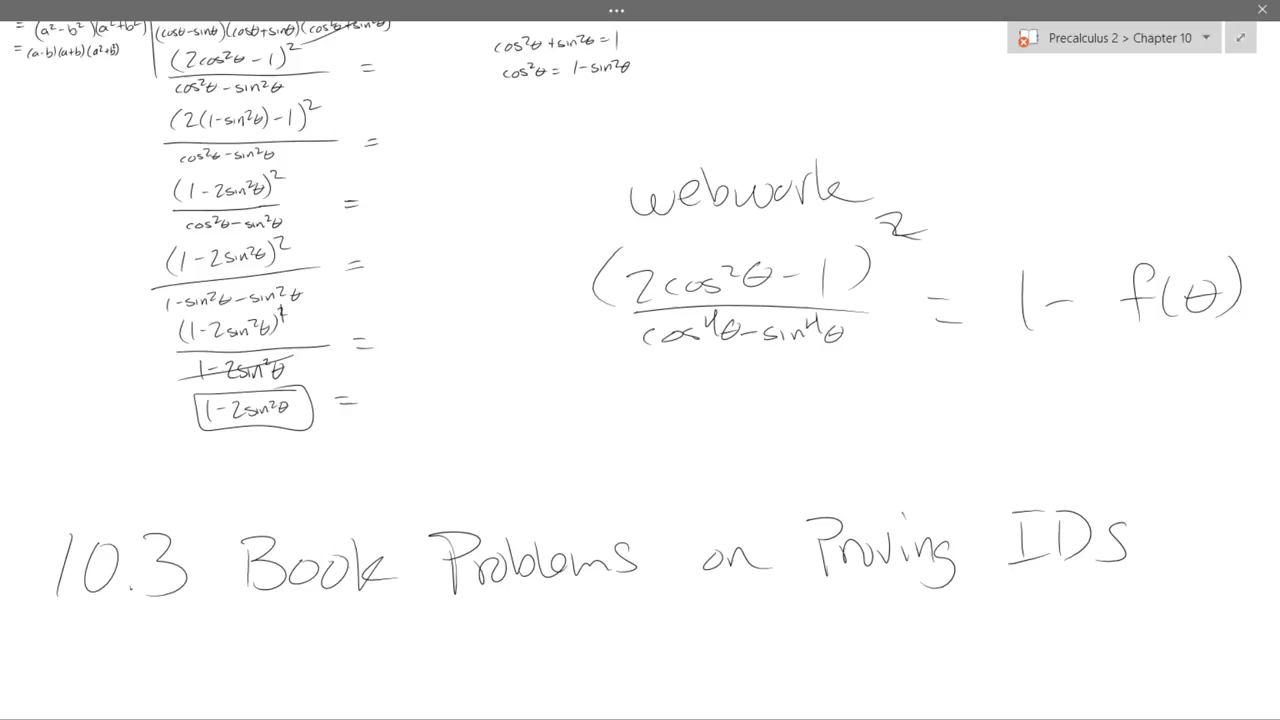 = (a²-b²)(a²+b²) | (cosθ-sinθ)(cosθ+sinθ)(cos²θ+sin²θ)
= (a-b)(a+b)(a²+b²)
(2cos²θ - 1)² / cos²θ - sin²θ =
(2(1-sin²θ) - 1)² / cos²θ - sin²θ =
(1 - 2sin²θ)² / cos²θ - sin²θ =
(1 - 2sin²θ)² / 1 - sin²θ - sin²θ =
(1 - 2sin²θ)² / 1 - 2sin²θ =
1 - 2sin²θ =
cos²θ + sin²θ = 1
cos²θ = 1 - sin²θ
Precalculus 2 > Chapter 10
webwork
(2cos²θ - 1)² / cos⁴θ - sin⁴θ = 1 - f(θ)
10.3 Book Problems on Proving IDs